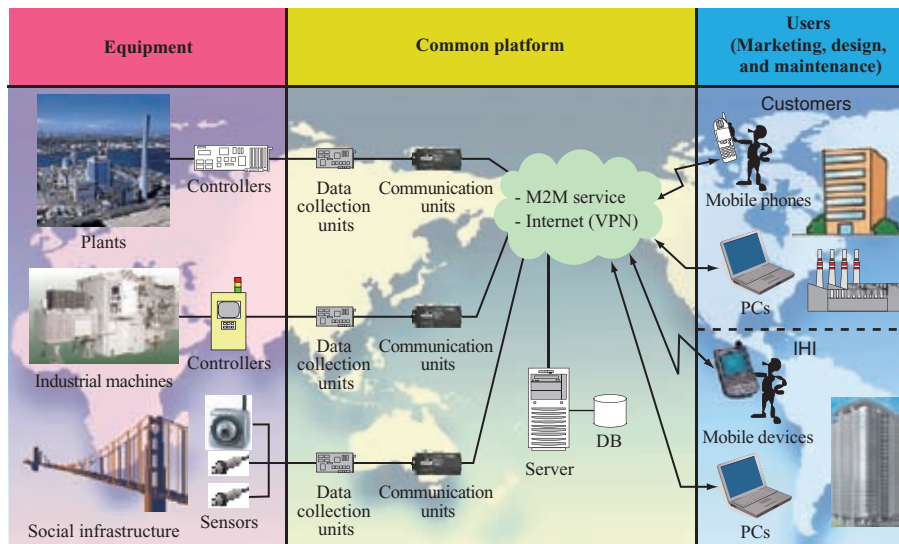 Equipment
Common platform
Users
(Marketing, design,
and maintenance)
Plants
Controllers
Data
collection
units
Communication
units
- M2M service
- Internet (VPN)
Customers
Mobile phones
PCs
Industrial machines
Controllers
Data
collection
units
Communication
units
Server
DB
IHI
Mobile devices
PCs
Social infrastructure
Sensors
Data
collection
units
Communication
units